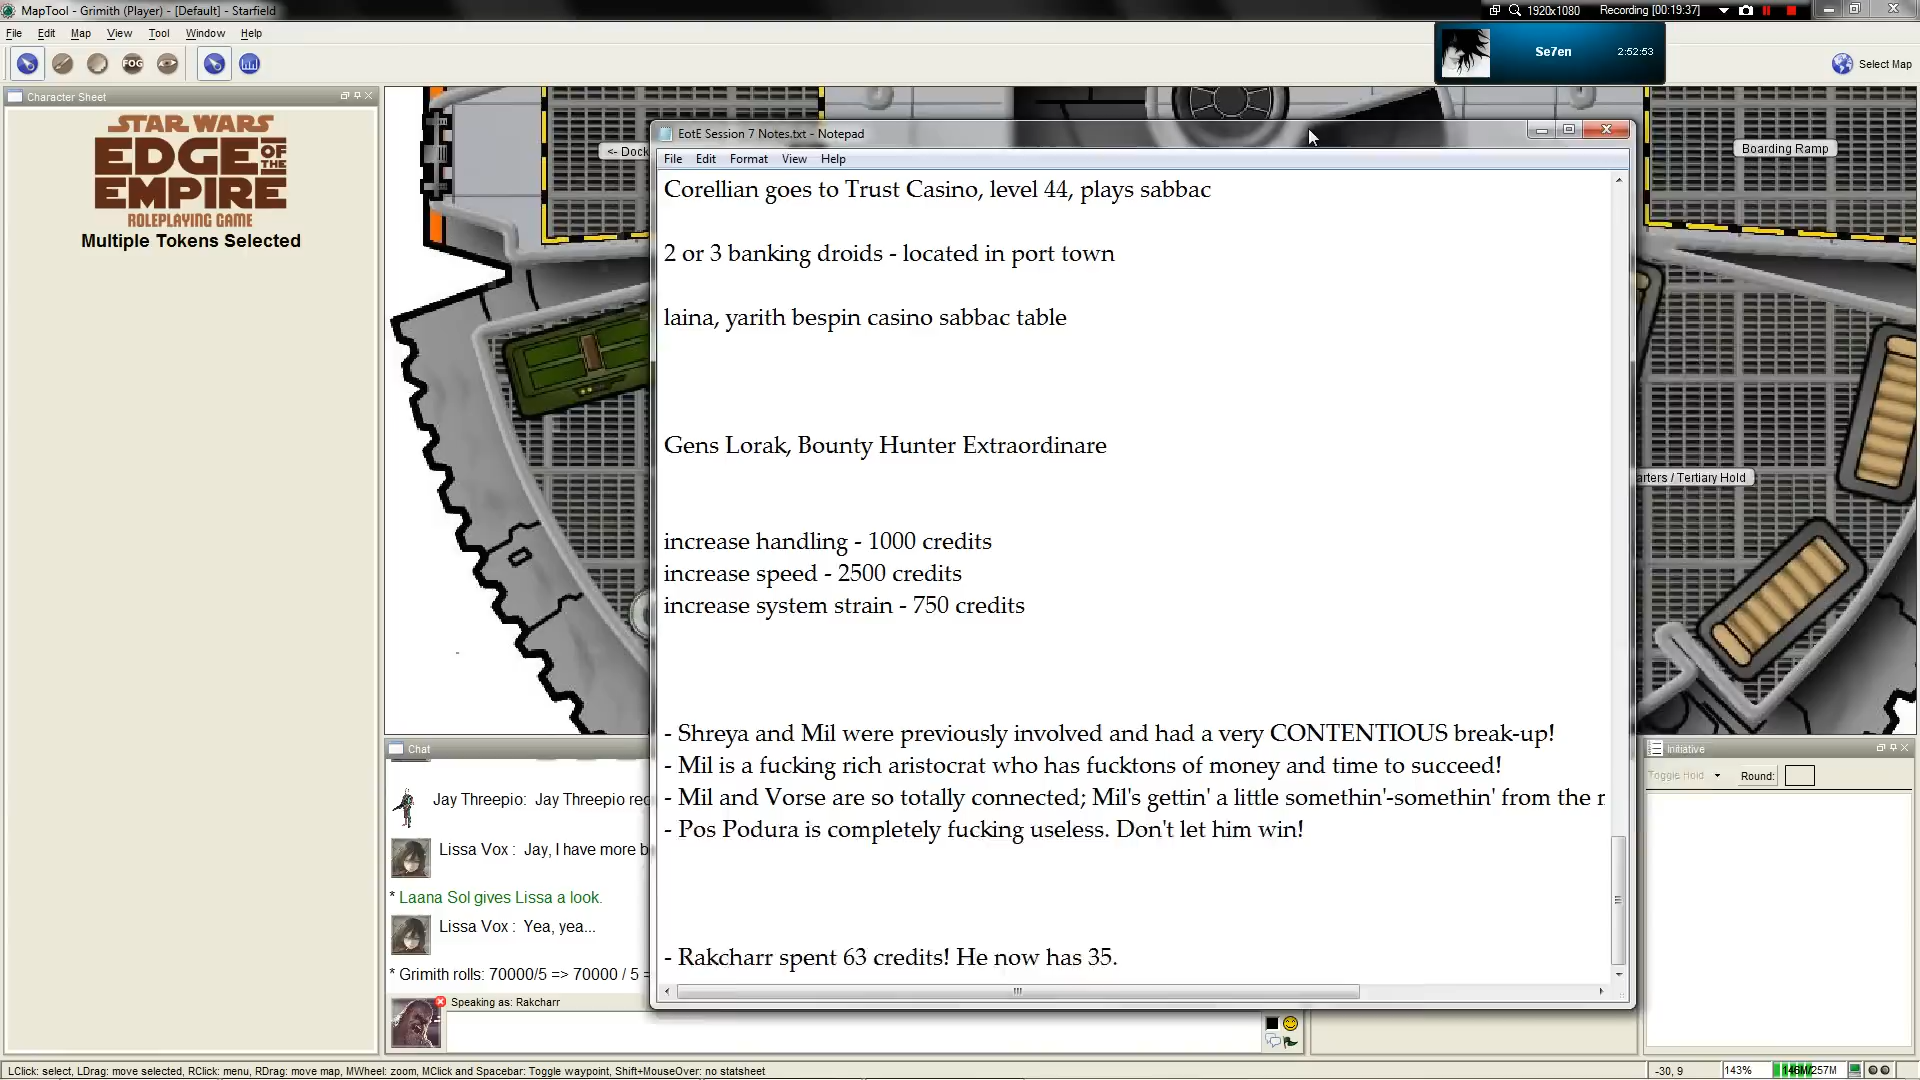 MapTool - Grimith (Player) - [Default] - Starfield
1920x1080
Recording [00:19:37]
File Edit Map View Tool Window Help
Se7en
2:52:53
FOG
Select Map
Character Sheet
STAR WARS
EDGE OF THE
EMPIRE
ROLEPLAYING GAME
Multiple Tokens Selected
<- Dock
Boarding Ramp
EotE Session 7 Notes.txt - Notepad
File Edit Format View Help
Corellian goes to Trust Casino, level 44, plays sabbac
2 or 3 banking droids - located in port town
laina, yarith bespin casino sabbac table
Gens Lorak, Bounty Hunter Extraordinare
Tertiary Hold
increase handling - 1000 credits
increase speed - 2500 credits
increase system strain - 750 credits
- Shreya and Mil were previously involved and had a very CONTENTIOUS break-up!
- Mil is a fucking rich aristocrat who has fucktons of money and time to succeed!
- Mil and Vorse are so totally connected; Mil's gettin' a little somethin'-somethin' from the
- Pos Podura is completely fucking useless. Don't let him win!
- Rakcharr spent 63 credits! He now has 35.
Chat
Jay Threepio: Jay Threepio
Lissa Vox : Jay, I have more
* Laana Sol gives Lissa a look.
Lissa Vox : Yea, yea...
* Grimith rolls: 70000/5 => 70000 / 5 =
Speaking as: Rakcharr
Initiative
Toggle Hold
Round:
LClick: select, LDrag: move selected, RClick: menu, RDrag: move map, MWheel: zoom, MClick and Spacebar: Toggle waypoint, Shift+MouseOver: no statsheet
-30, 9
143%
146M/257M